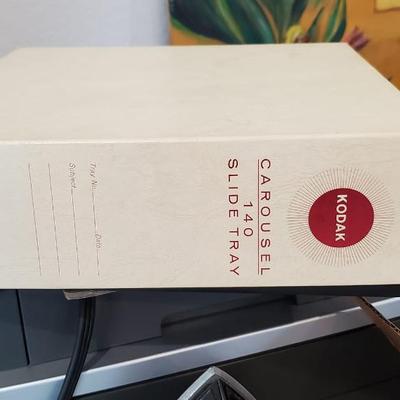 KODAK
CAROUSEL
140
SLIDE TRAY
Tray No. Date
Subject